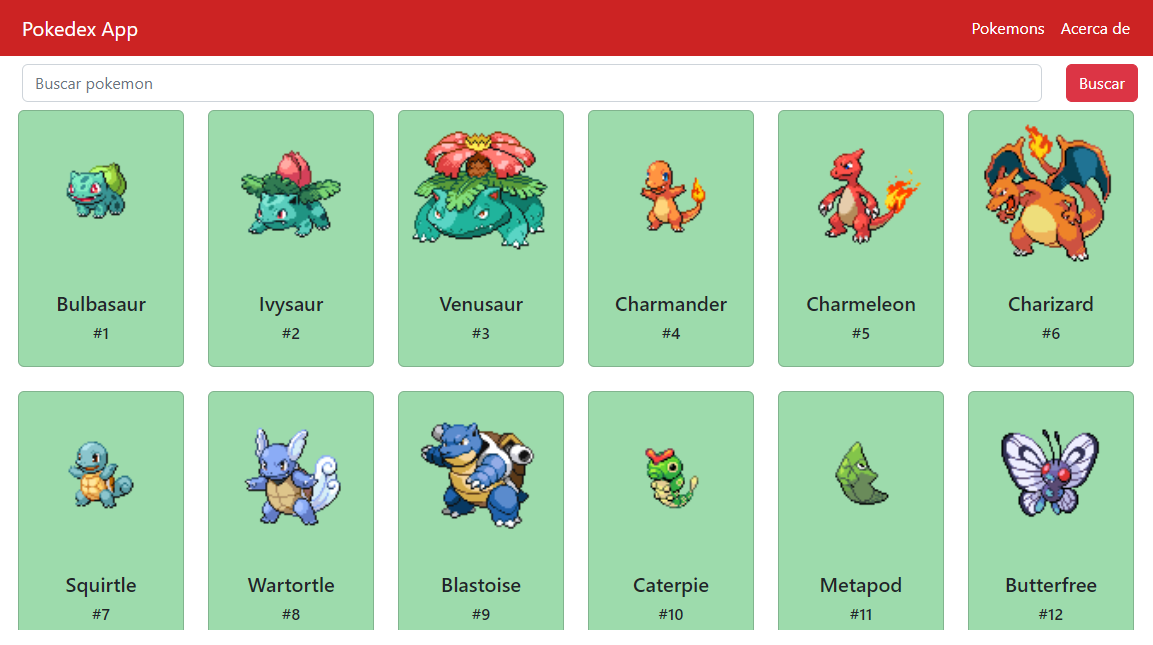 Pokedex App
Pokemons Acerca de
Buscar pokemon
Buscar
Bulbasaur
#1
Ivysaur
#2
Venusaur
#3
Charmander
#4
Charmeleon
#5
Charizard
#6
Squirtle
#7
Wartortle
#8
Blastoise
#9
Caterpie
#10
Metapod
#11
Butterfree
#12